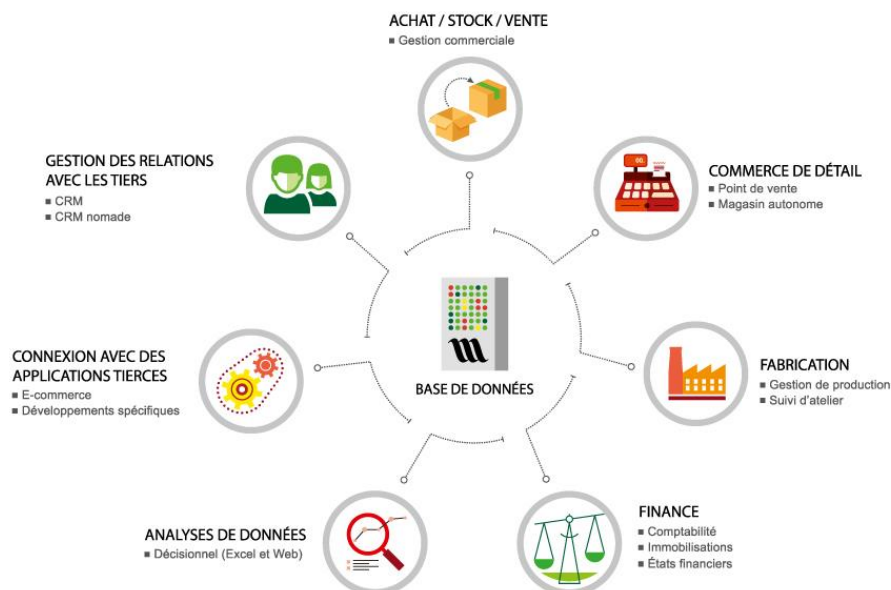 ACHAT / STOCK / VENTE
■ Gestion commerciale
COMMERCE DE DÉTAIL
■ Point de vente
■ Magasin autonome
FABRICATION
■ Gestion de production
■ Suivi d'atelier
FINANCE
■ Comptabilité
■ Immobilisations
■ États financiers
ANALYSES DE DONNÉES
■ Décisionnel (Excel et Web)
CONNEXION AVEC DES
APPLICATIONS TIERCES
■ E-commerce
■ Développements spécifiques
GESTION DES RELATIONS
AVEC LES TIERS
■ CRM
■ CRM nomade
BASE DE DONNÉES